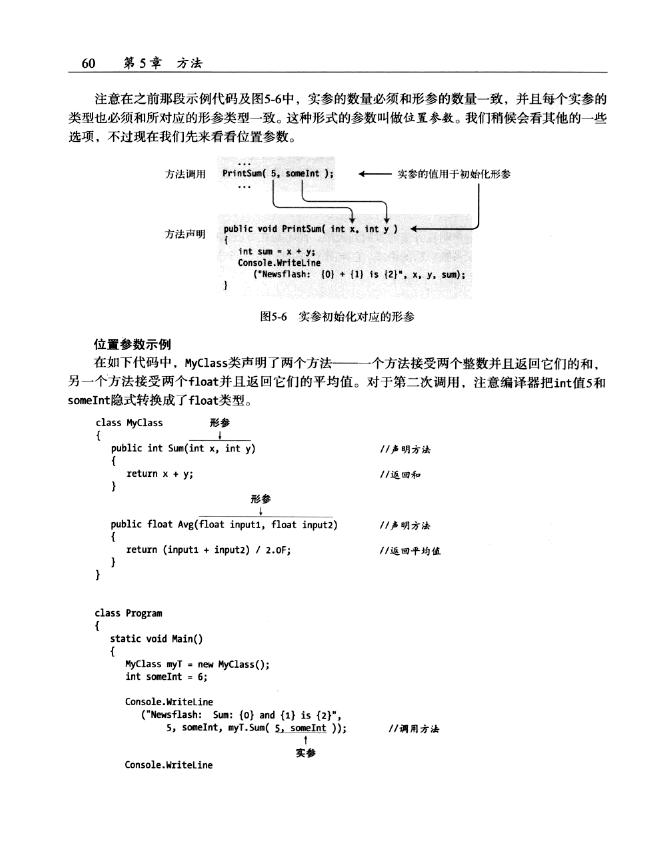 60 第5章 方法
注意在之前那段示例代码及图5-6中，实参的数量必须和形参的数量一致，并且每个实参的
类型也必须和所对应的形参类型一致。这种形式的参数叫做位置参数。我们稍候会看其他的一些
选项，不过现在我们先来看看位置参数。
...
方法调用 PrintSum( 5, someInt ); 实参的值用于初始化形参
...
方法声明 public void PrintSum( int x, int y )
{
int sum = x + y;
Console.WriteLine
("Newsflash: {0} + {1} is {2}", x, y, sum);
}
图5-6 实参初始化对应的形参
位置参数示例
在如下代码中，MyClass类声明了两个方法——一个方法接受两个整数并且返回它们的和，
另一个方法接受两个float并且返回它们的平均值。对于第二次调用，注意编译器把int值5和
someInt隐式转换成了float类型。
class MyClass 形参
{
public int Sum(int x, int y) //声明方法
{
return x + y; //返回和
}
形参
public float Avg(float input1, float input2) //声明方法
{
return (input1 + input2) / 2.0F; //返回平均值
}
}
class Program
{
static void Main()
{
MyClass myT = new MyClass();
int someInt = 6;
Console.WriteLine
("Newsflash: Sum: {0} and {1} is {2}",
5, someInt, myT.Sum( 5, someInt )); //调用方法
实参
Console.WriteLine